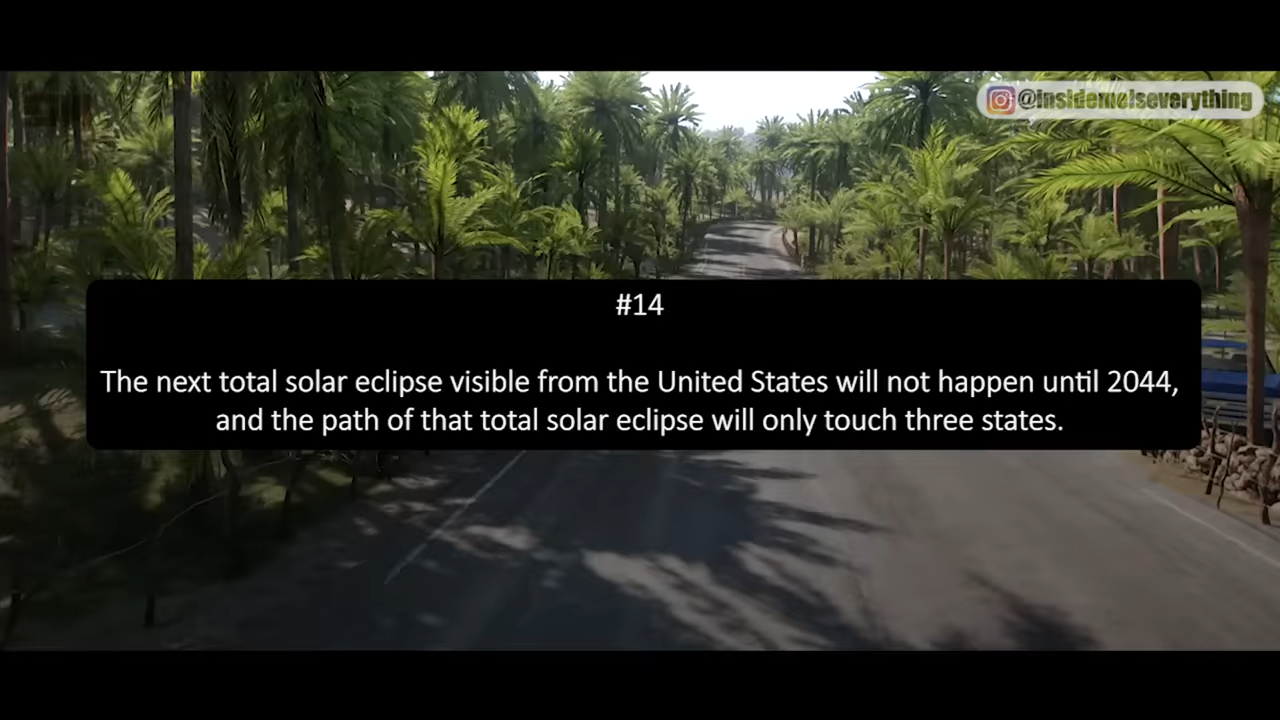 @insidemoiseverything
#14
The next total solar eclipse visible from the United States will not happen until 2044,
and the path of that total solar eclipse will only touch three states.